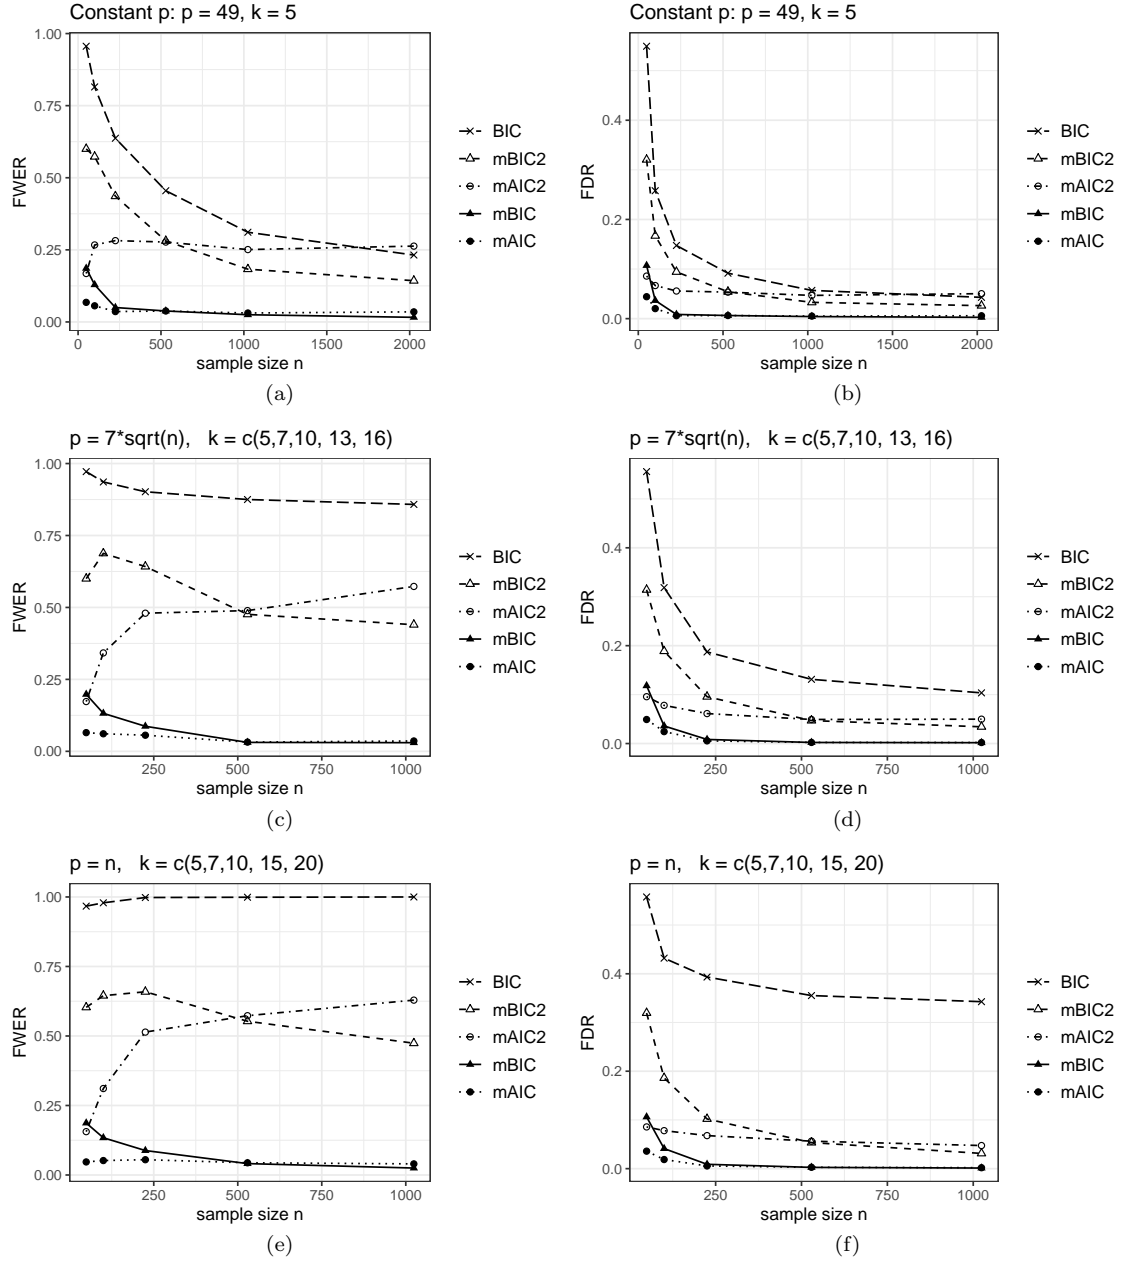 Constant p: p = 49, k = 5
1.00
0.75
0.50
0.25
0.00
FWER
0
500
1000
1500
2000
sample size n
BIC
mBIC2
mAIC2
mBIC
mAIC
(a)
Constant p: p = 49, k = 5
0.4
0.2
0.0
FDR
0
500
1000
1500
2000
sample size n
BIC
mBIC2
mAIC2
mBIC
mAIC
(b)
p = 7*sqrt(n), k = c(5,7,10, 13, 16)
1.00
0.75
0.50
0.25
0.00
FWER
250
500
750
1000
sample size n
BIC
mBIC2
mAIC2
mBIC
mAIC
(c)
p = 7*sqrt(n), k = c(5,7,10, 13, 16)
0.4
0.2
0.0
FDR
250
500
750
1000
sample size n
BIC
mBIC2
mAIC2
mBIC
mAIC
(d)
p = n, k = c(5,7,10, 15, 20)
1.00
0.75
0.50
0.25
0.00
FWER
250
500
750
1000
sample size n
BIC
mBIC2
mAIC2
mBIC
mAIC
(e)
p = n, k = c(5,7,10, 15, 20)
0.4
0.2
0.0
FDR
250
500
750
1000
sample size n
BIC
mBIC2
mAIC2
mBIC
mAIC
(f)